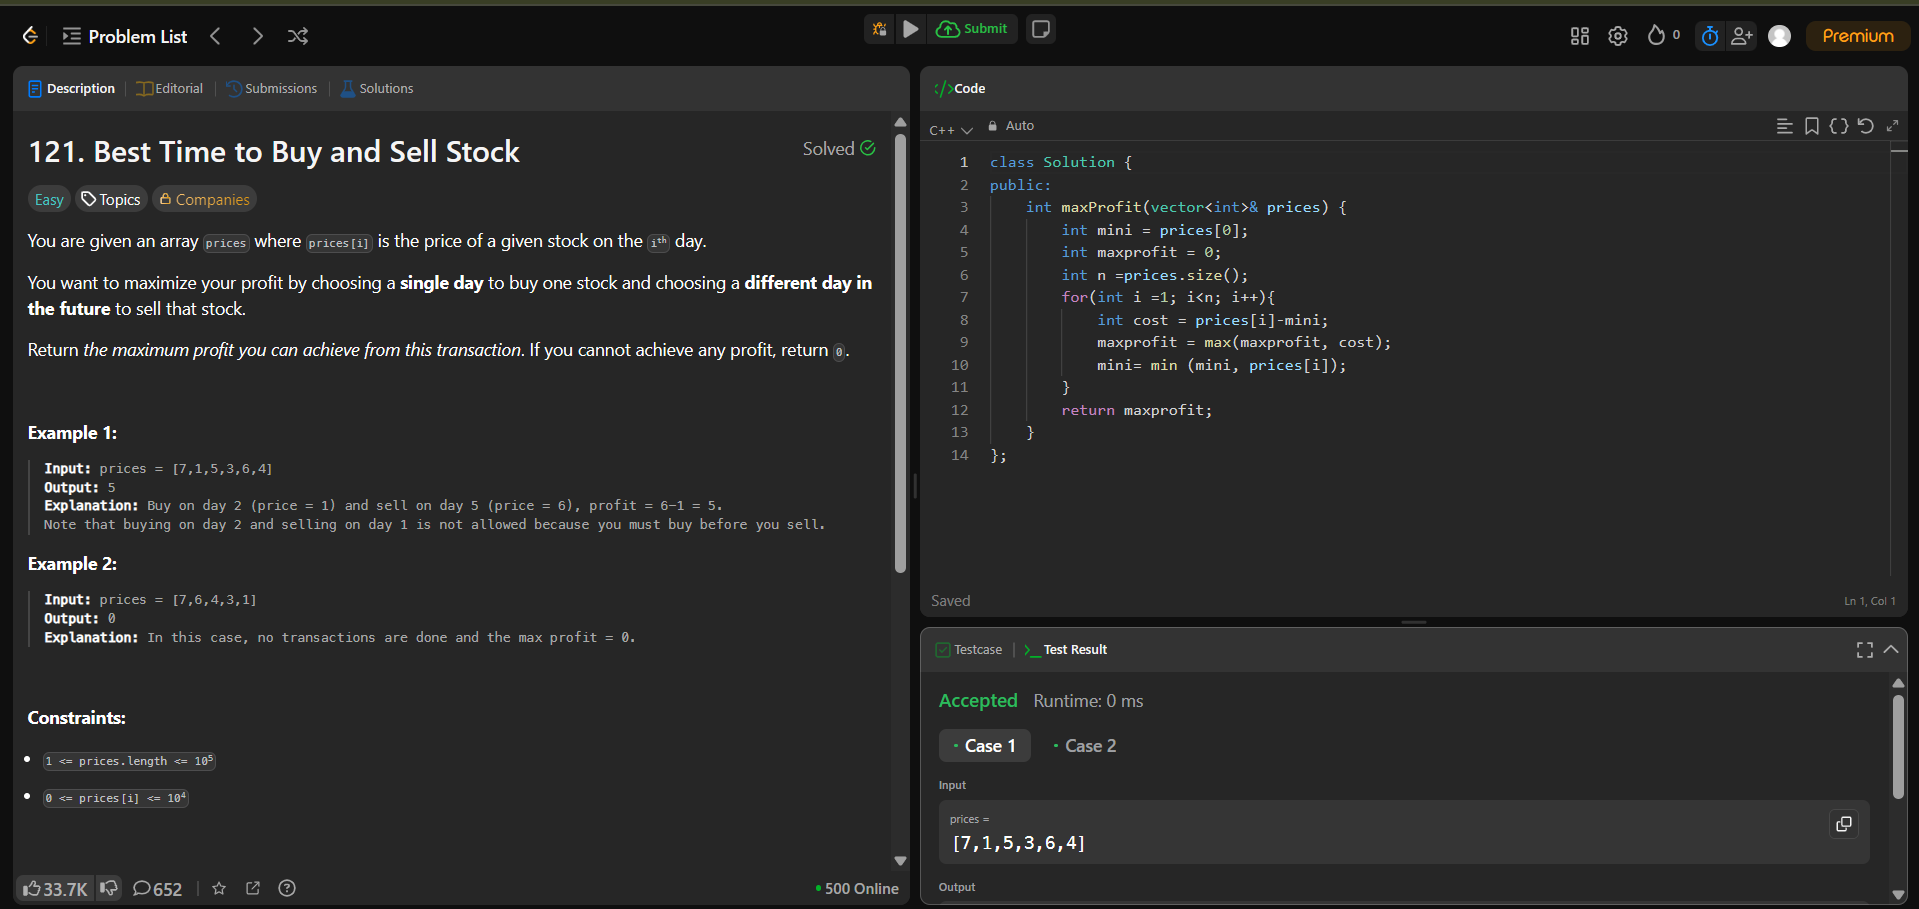 Problem List
Submit
0
Premium
Description
Editorial
Submissions
Solutions
121. Best Time to Buy and Sell Stock
Solved
Easy
Topics
Companies
You are given an array prices where prices[i] is the price of a given stock on the ith day.
You want to maximize your profit by choosing a single day to buy one stock and choosing a different day in
the future to sell that stock.
Return the maximum profit you can achieve from this transaction. If you cannot achieve any profit, return 0.
Example 1:
Input: prices = [7,1,5,3,6,4]
Output: 5
Explanation: Buy on day 2 (price = 1) and sell on day 5 (price = 6), profit = 6-1 = 5.
Note that buying on day 2 and selling on day 1 is not allowed because you must buy before you sell.
Example 2:
Input: prices = [7,6,4,3,1]
Output: 0
Explanation: In this case, no transactions are done and the max profit = 0.
Constraints:
1 <= prices.length <= 10⁵
0 <= prices[i] <= 10⁴
33.7K
652
500 Online
Code
C++
Auto
1 class Solution {
2 public:
3 int maxProfit(vector<int>& prices) {
4 int mini = prices[0];
5 int maxprofit = 0;
6 int n =prices.size();
7 for(int i =1; i<n; i++){
8 int cost = prices[i]-mini;
9 maxprofit = max(maxprofit, cost);
10 mini= min (mini, prices[i]);
11 }
12 return maxprofit;
13 }
14 };
Saved
Ln 1, Col 1
Testcase
Test Result
Accepted
Runtime: 0 ms
Case 1
Case 2
Input
prices =
[7,1,5,3,6,4]
Output